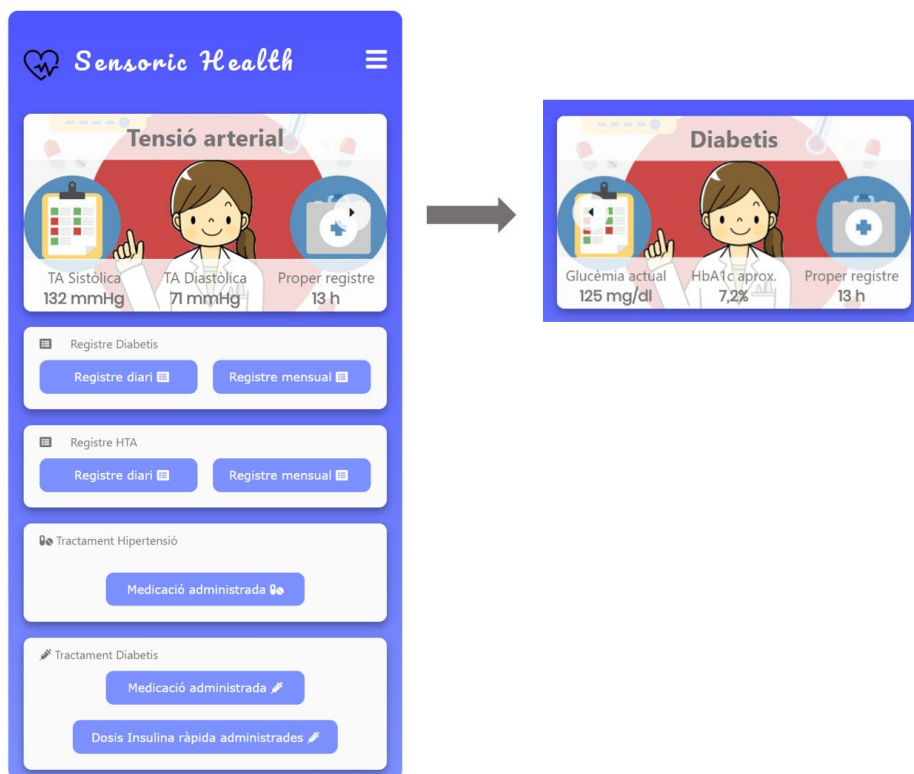 Sensoric Health
Tensió arterial
TA Sistòlica TA Diastòlica Proper registre
132 mmHg 71 mmHg 13 h
Registre Diabetis
Registre diari Registre mensual
Registre HTA
Registre diari Registre mensual
Tractament Hipertensió
Medicació administrada
Tractament Diabetis
Medicació administrada
Dosis Insulina ràpida administrades
Diabetis
Glucèmia actual HbA1c aprox. Proper registre
125 mg/dl 7,2% 13 h